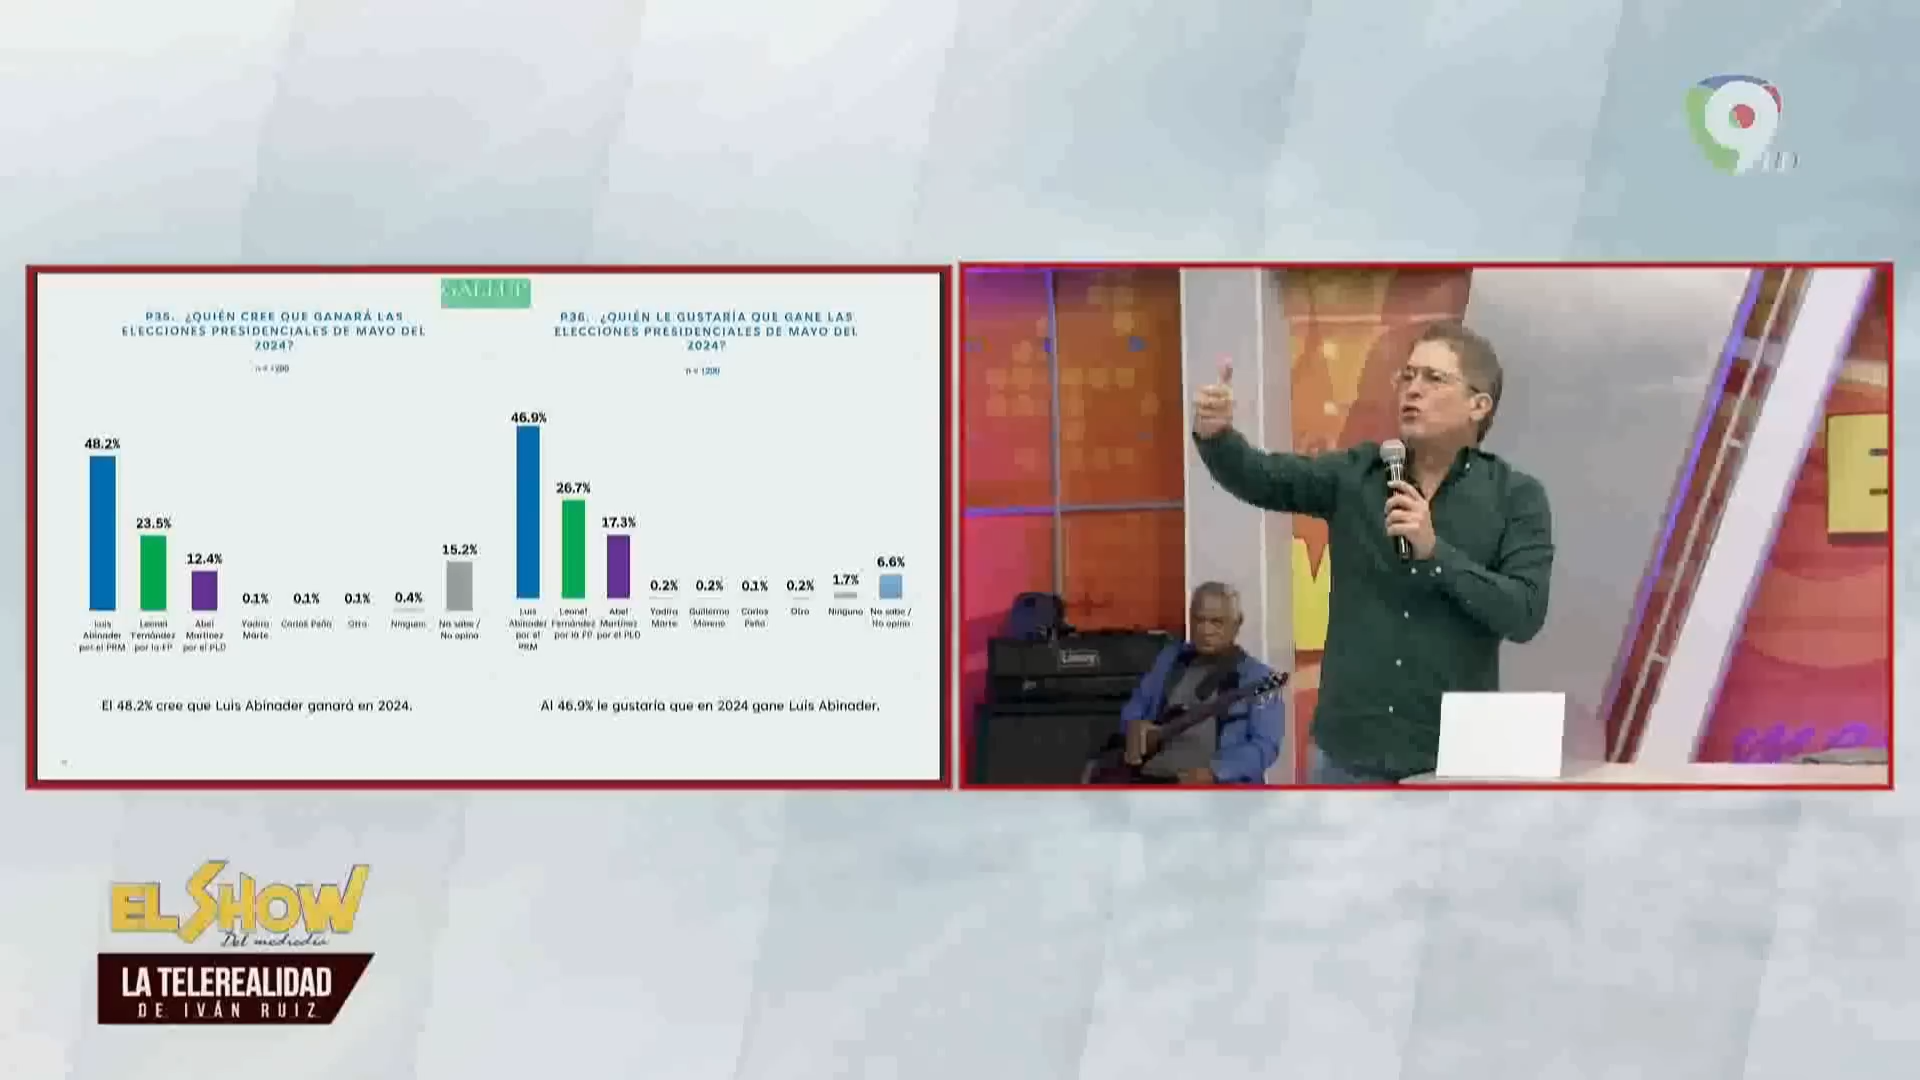 GALLUP
P35. ¿QUIÉN CREE QUE GANARÁ LAS
ELECCIONES PRESIDENCIALES DE MAYO DEL
2024?
n = 1200
48.2%
23.5%
12.4%
0.1%
0.1%
0.1%
0.4%
15.2%
Luis
Abinader
por el PRM
Leonel
Fernández
por la FP
Abel
Martínez
por el PLD
Yadira
Marte
Carlos Peña
Otro
Ninguno
No sabe /
No opina
El 48.2% cree que Luis Abinader ganará en 2024.
P36. ¿QUIÉN LE GUSTARÍA QUE GANE LAS
ELECCIONES PRESIDENCIALES DE MAYO DEL
2024?
n = 1200
46.9%
26.7%
17.3%
0.2%
0.2%
0.1%
0.2%
1.7%
6.6%
Luis
Abinader
por el
PRM
Leonel
Fernández
por la FP
Abel
Martínez
por el PLD
Yadira
Marte
Guillermo
Moreno
Carlos
Peña
Otro
Ninguno
No sabe /
No opina
Al 46.9% le gustaría que en 2024 gane Luis Abinader.
HD
E
EL SHOW
Del mediodía
LA TELEREALIDAD
DE IVÁN RUIZ